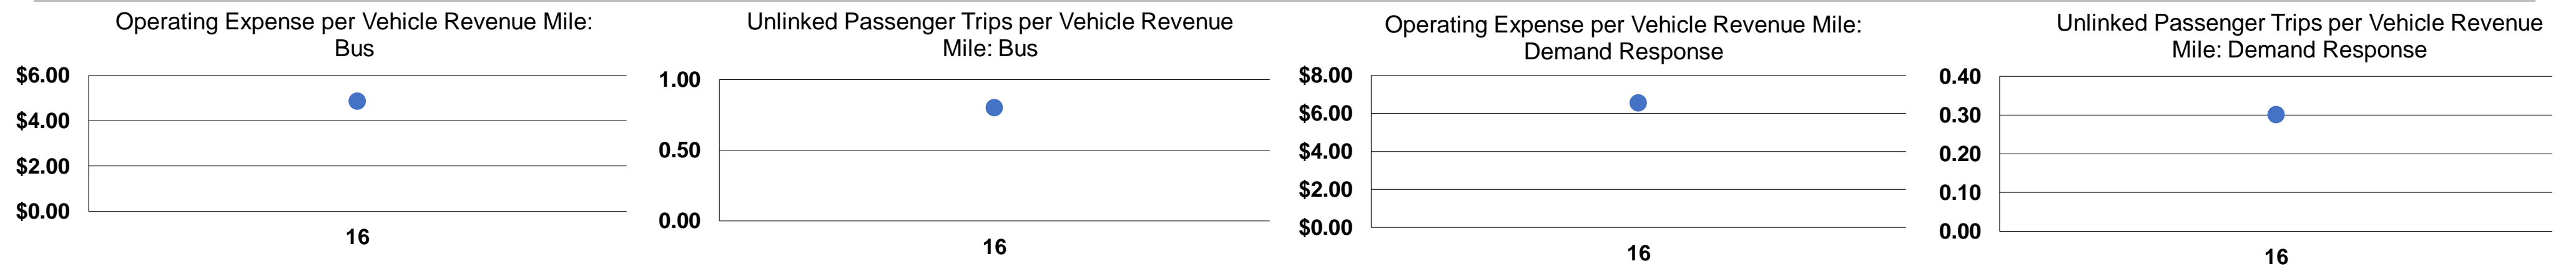 Operating Expense per Vehicle Revenue Mile:
Bus
$6.00
$4.00
$2.00
$0.00
16
Unlinked Passenger Trips per Vehicle Revenue
Mile: Bus
1.00
0.50
0.00
16
Operating Expense per Vehicle Revenue Mile:
Demand Response
$8.00
$6.00
$4.00
$2.00
$0.00
16
Unlinked Passenger Trips per Vehicle Revenue
Mile: Demand Response
0.40
0.30
0.20
0.10
0.00
16